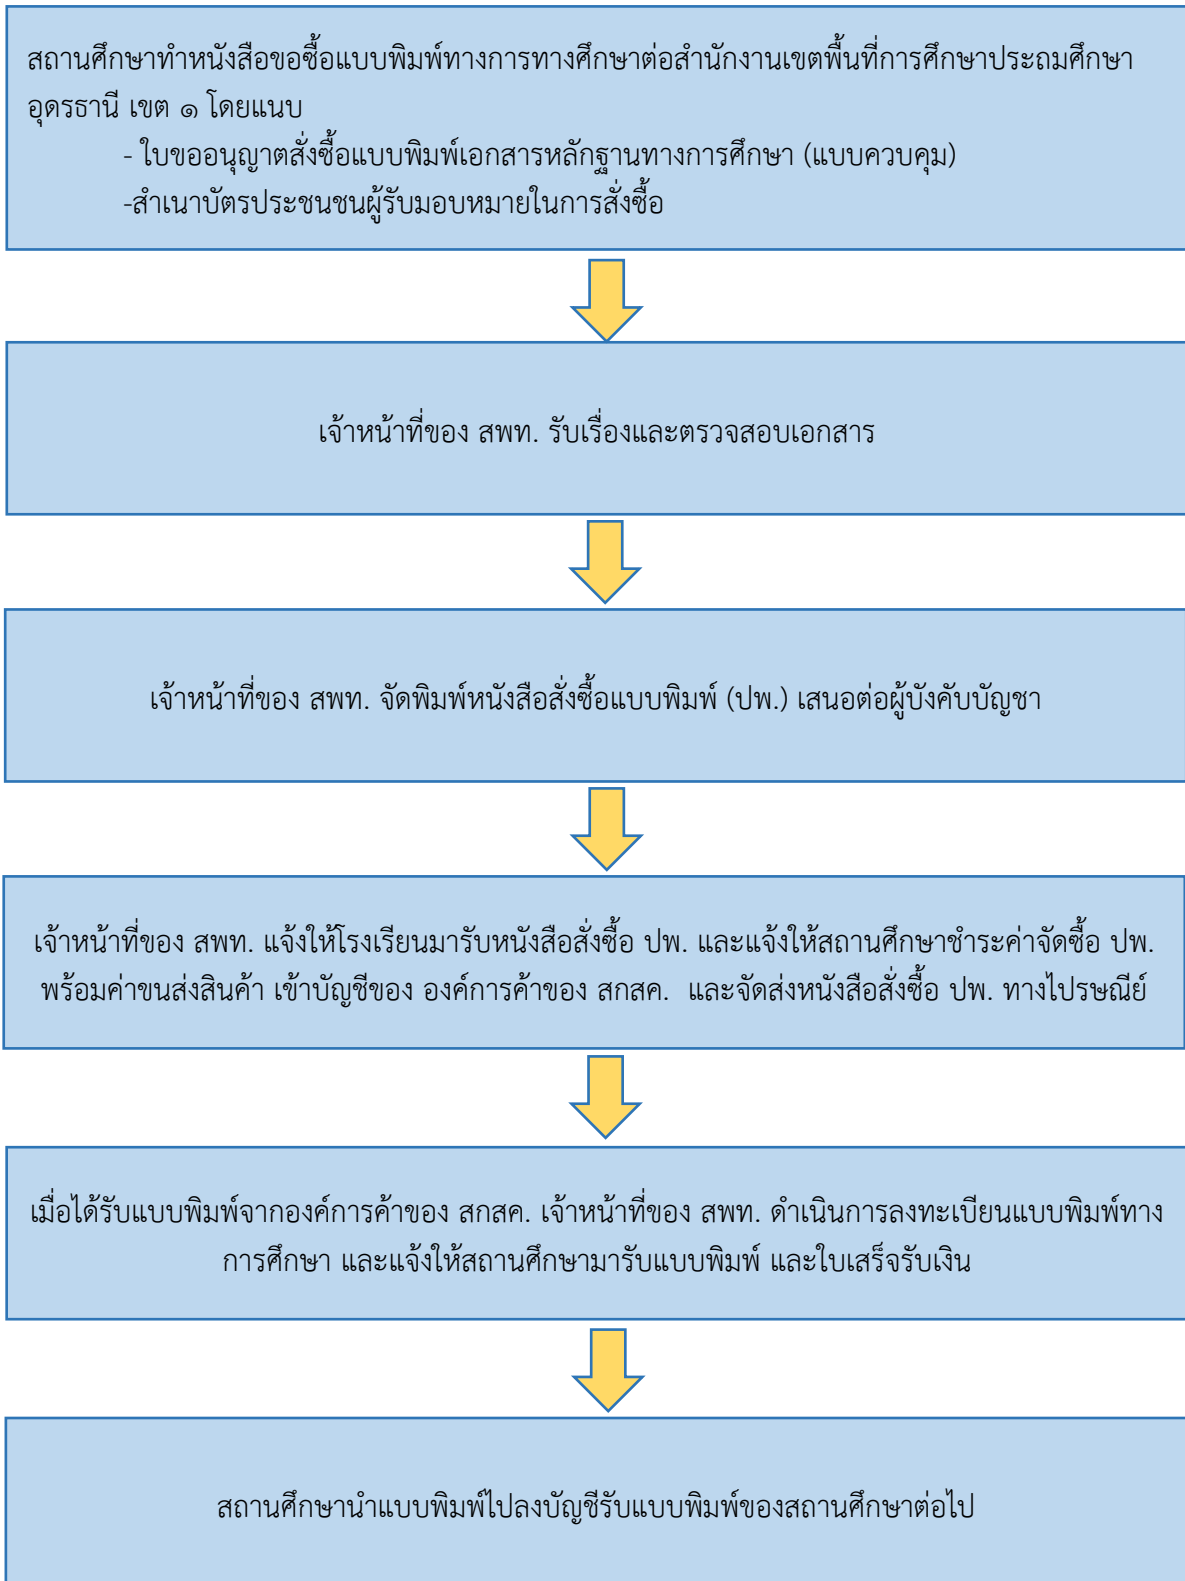 สถานศึกษาทำหนังสือขอซื้อแบบพิมพ์ทางการทางศึกษาต่อสำนักงานเขตพื้นที่การศึกษาประถมศึกษา
อุดรธานี เขต ๑ โดยแนบ
- ใบขออนุญาตสั่งซื้อแบบพิมพ์เอกสารหลักฐานทางการศึกษา (แบบควบคุม)
-สำเนาบัตรประชนชนผู้รับมอบหมายในการสั่งซื้อ
เจ้าหน้าที่ของ สพท. รับเรื่องและตรวจสอบเอกสาร
เจ้าหน้าที่ของ สพท. จัดพิมพ์หนังสือสั่งซื้อแบบพิมพ์ (ปพ.) เสนอต่อผู้บังคับบัญชา
เจ้าหน้าที่ของ สพท. แจ้งให้โรงเรียนมารับหนังสือสั่งซื้อ ปพ. และแจ้งให้สถานศึกษาชำระค่าจัดซื้อ ปพ.
พร้อมค่าขนส่งสินค้า เข้าบัญชีของ องค์การค้าของ สกสค. และจัดส่งหนังสือสั่งซื้อ ปพ. ทางไปรษณีย์
เมื่อได้รับแบบพิมพ์จากองค์การค้าของ สกสค. เจ้าหน้าที่ของ สพท. ดำเนินการลงทะเบียนแบบพิมพ์ทาง
การศึกษา และแจ้งให้สถานศึกษามารับแบบพิมพ์ และใบเสร็จรับเงิน
สถานศึกษานำแบบพิมพ์ไปลงบัญชีรับแบบพิมพ์ของสถานศึกษาต่อไป